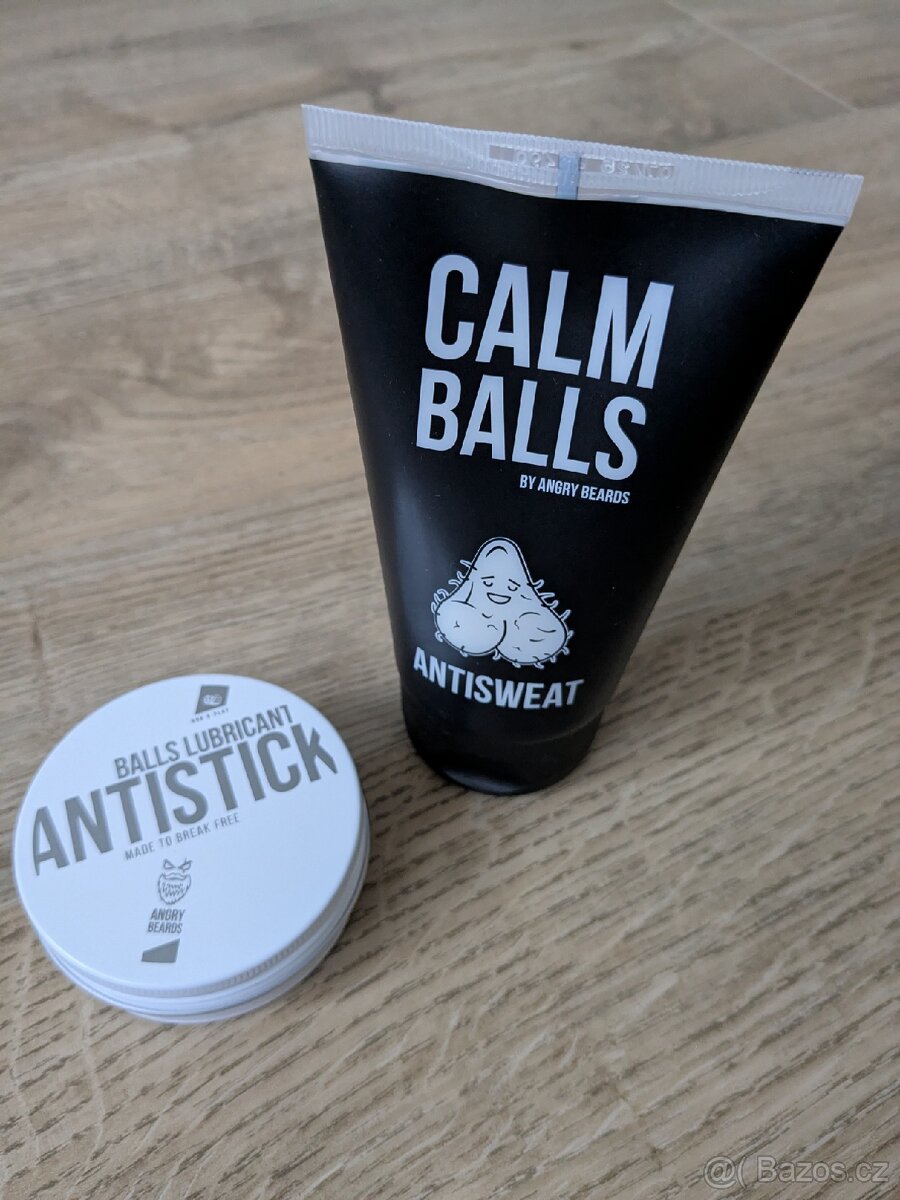 CALM
BALLS
BY ANGRY BEARDS
ANTISWEAT
BALLS LUBRICANT
ANTISTICK
MADE TO BREAK FREE
ANGRY
BEARDS
@( Bazos.cz